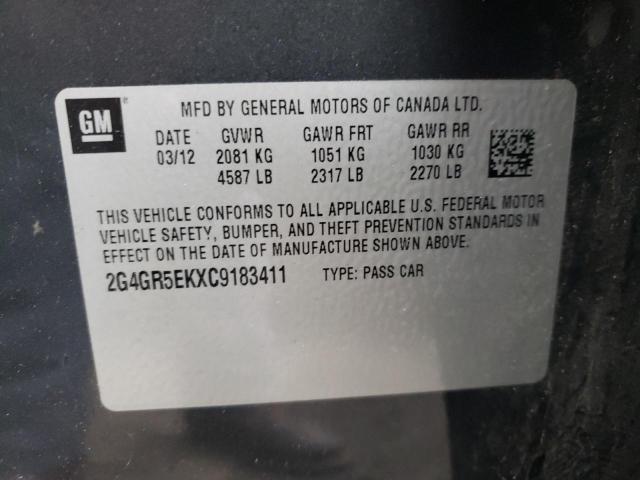 GM
MFD BY GENERAL MOTORS OF CANADA LTD.
DATE GVWR GAWR FRT GAWR RR
03/12 2081 KG 1051 KG 1030 KG
4587 LB 2317 LB 2270 LB
THIS VEHICLE CONFORMS TO ALL APPLICABLE U.S. FEDERAL MOTOR
VEHICLE SAFETY, BUMPER, AND THEFT PREVENTION STANDARDS IN
EFFECT ON THE DATE OF MANUFACTURE SHOWN ABOVE.
2G4GR5EKXC9183411 TYPE: PASS CAR